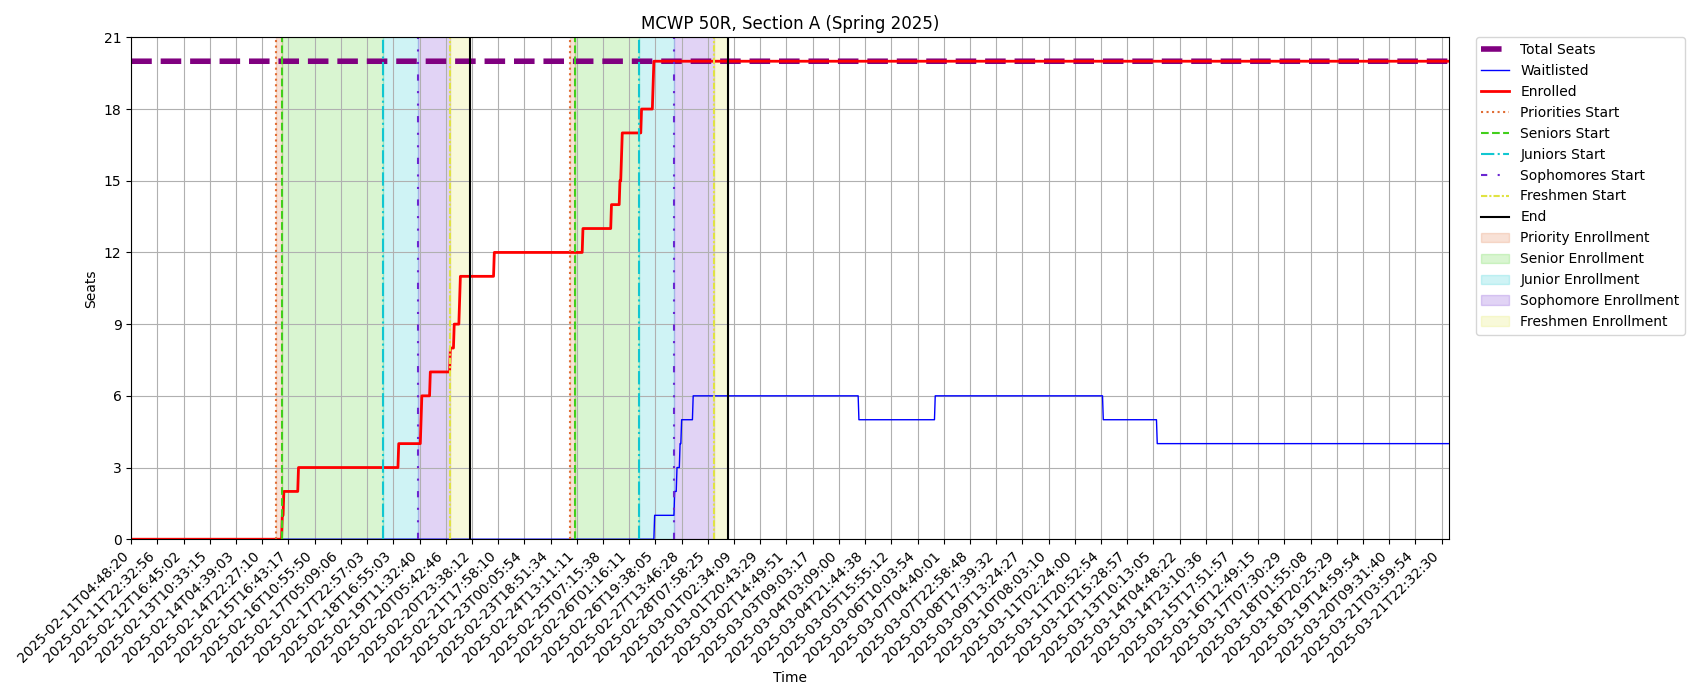 MCWP 50R, Section A (Spring 2025)
21
18
15
12
9
6
3
0
Seats
2025-02-11T04:48:20
2025-02-11T22:32:56
2025-02-12T16:45:02
2025-02-13T10:33:15
2025-02-14T04:39:03
2025-02-14T22:27:10
2025-02-15T16:43:17
2025-02-16T10:55:50
2025-02-17T05:09:06
2025-02-17T22:57:03
2025-02-18T16:55:03
2025-02-19T11:32:40
2025-02-20T05:42:46
2025-02-20T23:38:12
2025-02-21T17:58:10
2025-02-23T00:05:54
2025-02-23T18:51:34
2025-02-24T13:11:11
2025-02-25T07:15:38
2025-02-26T01:16:11
2025-02-26T19:38:05
2025-02-27T13:46:28
2025-02-28T07:58:25
2025-03-01T02:34:09
2025-03-01T20:43:29
2025-03-02T14:49:51
2025-03-03T09:03:17
2025-03-04T03:09:00
2025-03-04T21:44:38
2025-03-05T15:55:12
2025-03-06T10:03:54
2025-03-07T04:40:01
2025-03-07T22:58:48
2025-03-08T17:39:32
2025-03-09T13:24:27
2025-03-10T08:03:10
2025-03-11T02:24:00
2025-03-11T20:52:54
2025-03-12T15:28:57
2025-03-13T10:13:05
2025-03-14T04:48:22
2025-03-14T23:10:36
2025-03-15T17:51:57
2025-03-16T12:49:15
2025-03-17T07:30:29
2025-03-18T01:55:08
2025-03-18T20:25:29
2025-03-19T14:59:54
2025-03-20T09:31:40
2025-03-21T03:59:54
2025-03-21T22:32:30
Time
Total Seats
Waitlisted
Enrolled
Priorities Start
Seniors Start
Juniors Start
Sophomores Start
Freshmen Start
End
Priority Enrollment
Senior Enrollment
Junior Enrollment
Sophomore Enrollment
Freshmen Enrollment